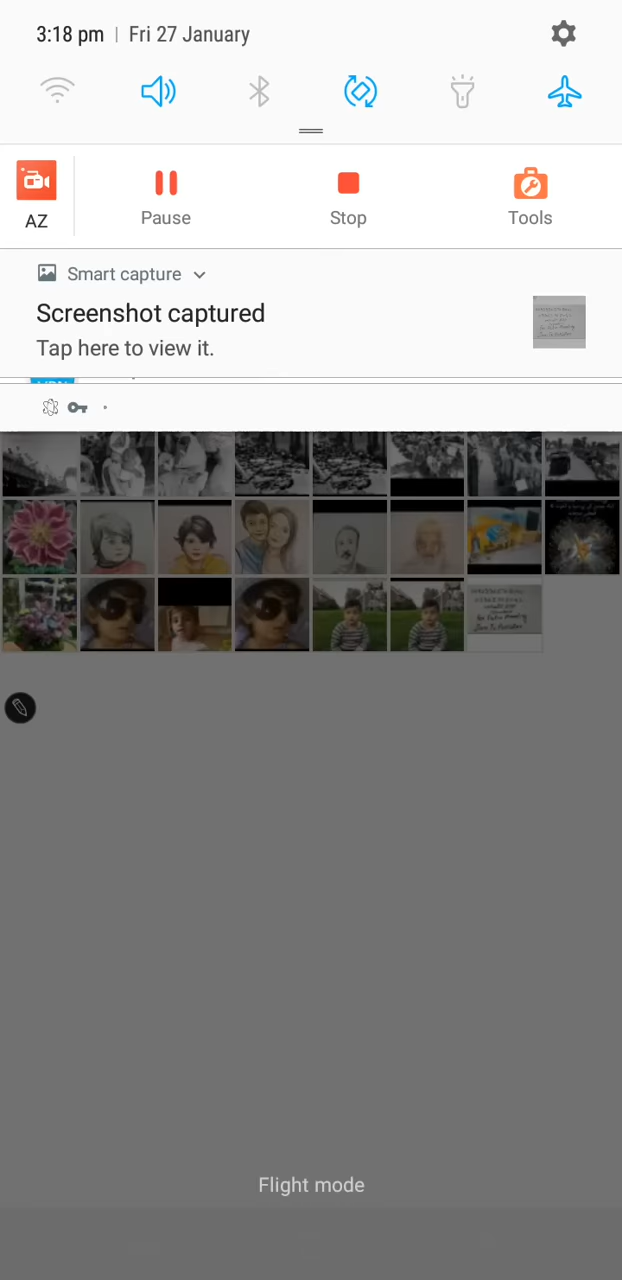 3:18 pm | Fri 27 January
AZ
Pause
Stop
Tools
Smart capture
Screenshot captured
Tap here to view it.
Flight mode